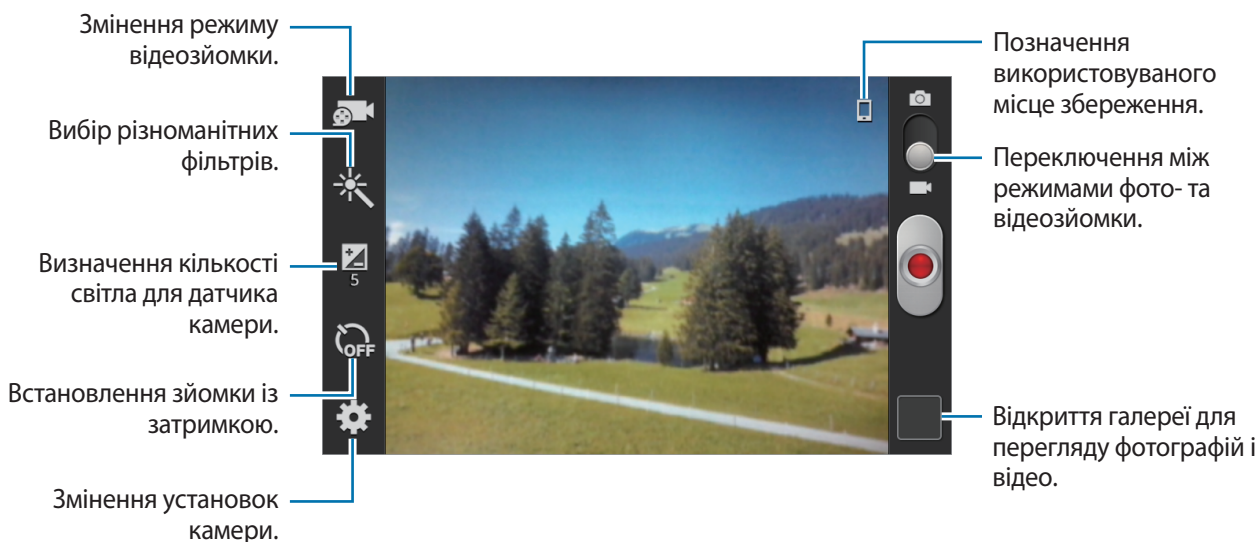 Змінення режиму
відеозйомки.
Вибір різноманітних
фільтрів.
Визначення кількості
світла для датчика
камери.
Встановлення зйомки із
затримкою.
Змінення установок
камери.
5
OFF
Позначення
використовуваного
місце збереження.
Переключення між
режимами фото- та
відеозйомки.
Відкриття галереї для
перегляду фотографій і
відео.